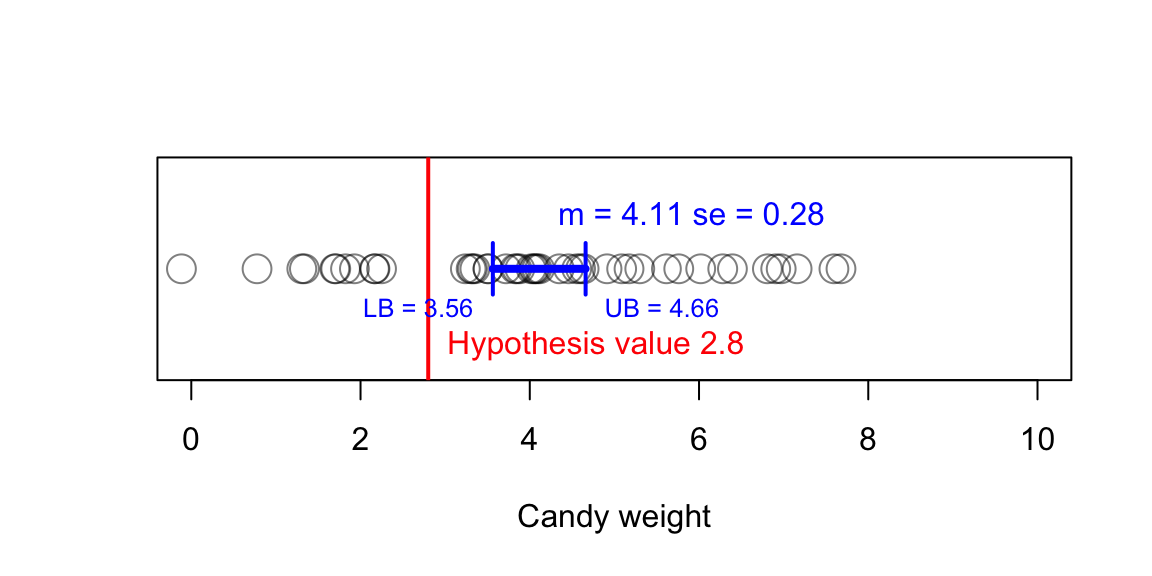 m = 4.11 se = 0.28
LB = 3.56 UB = 4.66
Hypothesis value 2.8
0 2 4 6 8 10
Candy weight